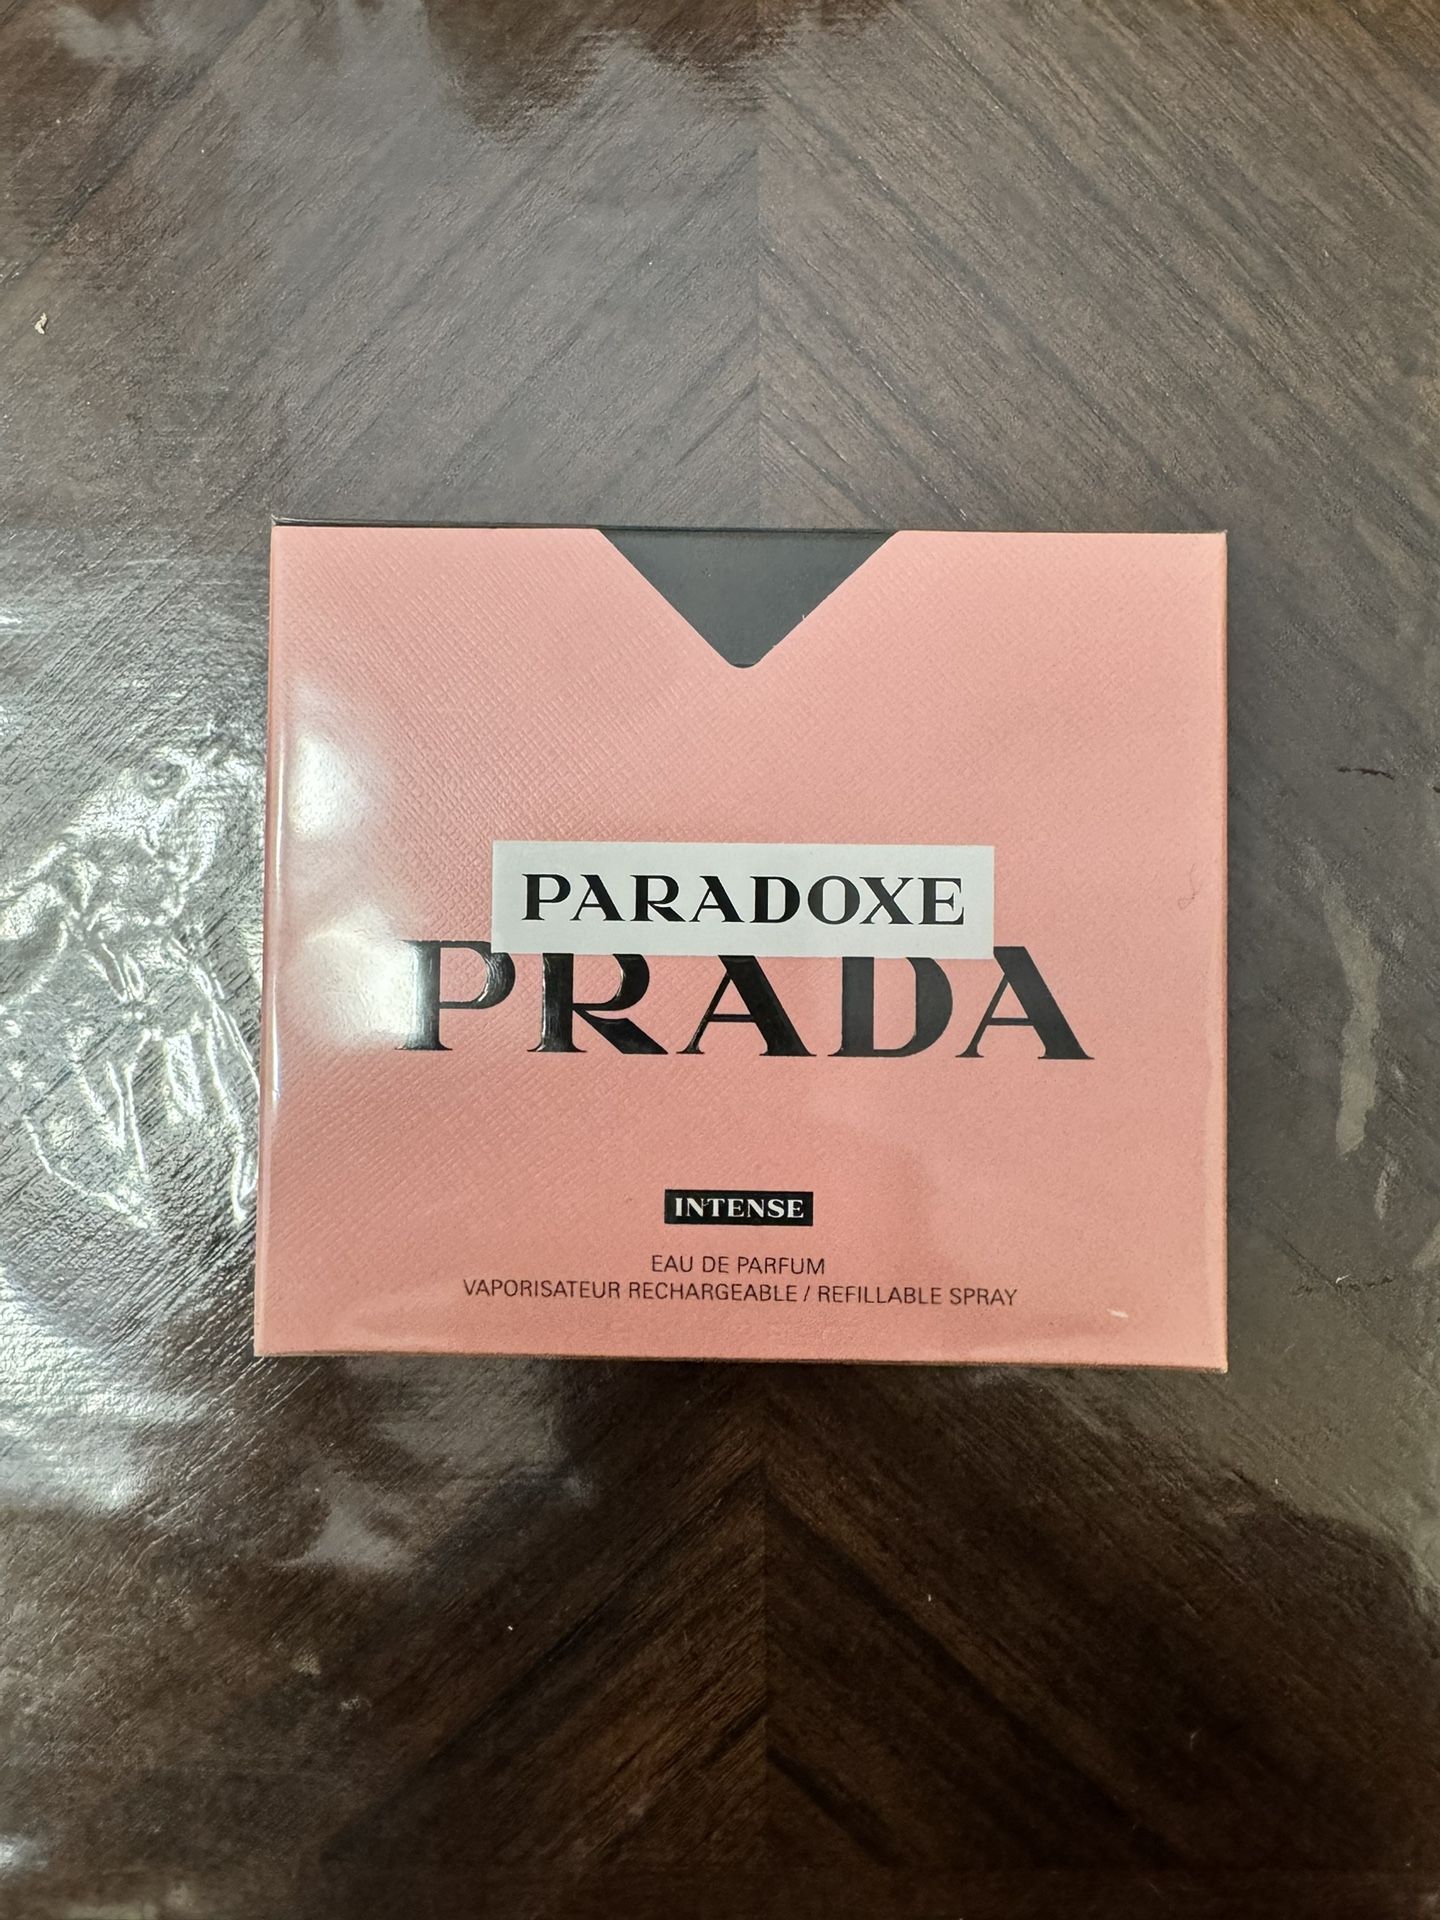 PARADOXE
PRADA
INTENSE
EAU DE PARFUM
VAPORISATEUR RECHARGEABLE / REFILLABLE SPRAY